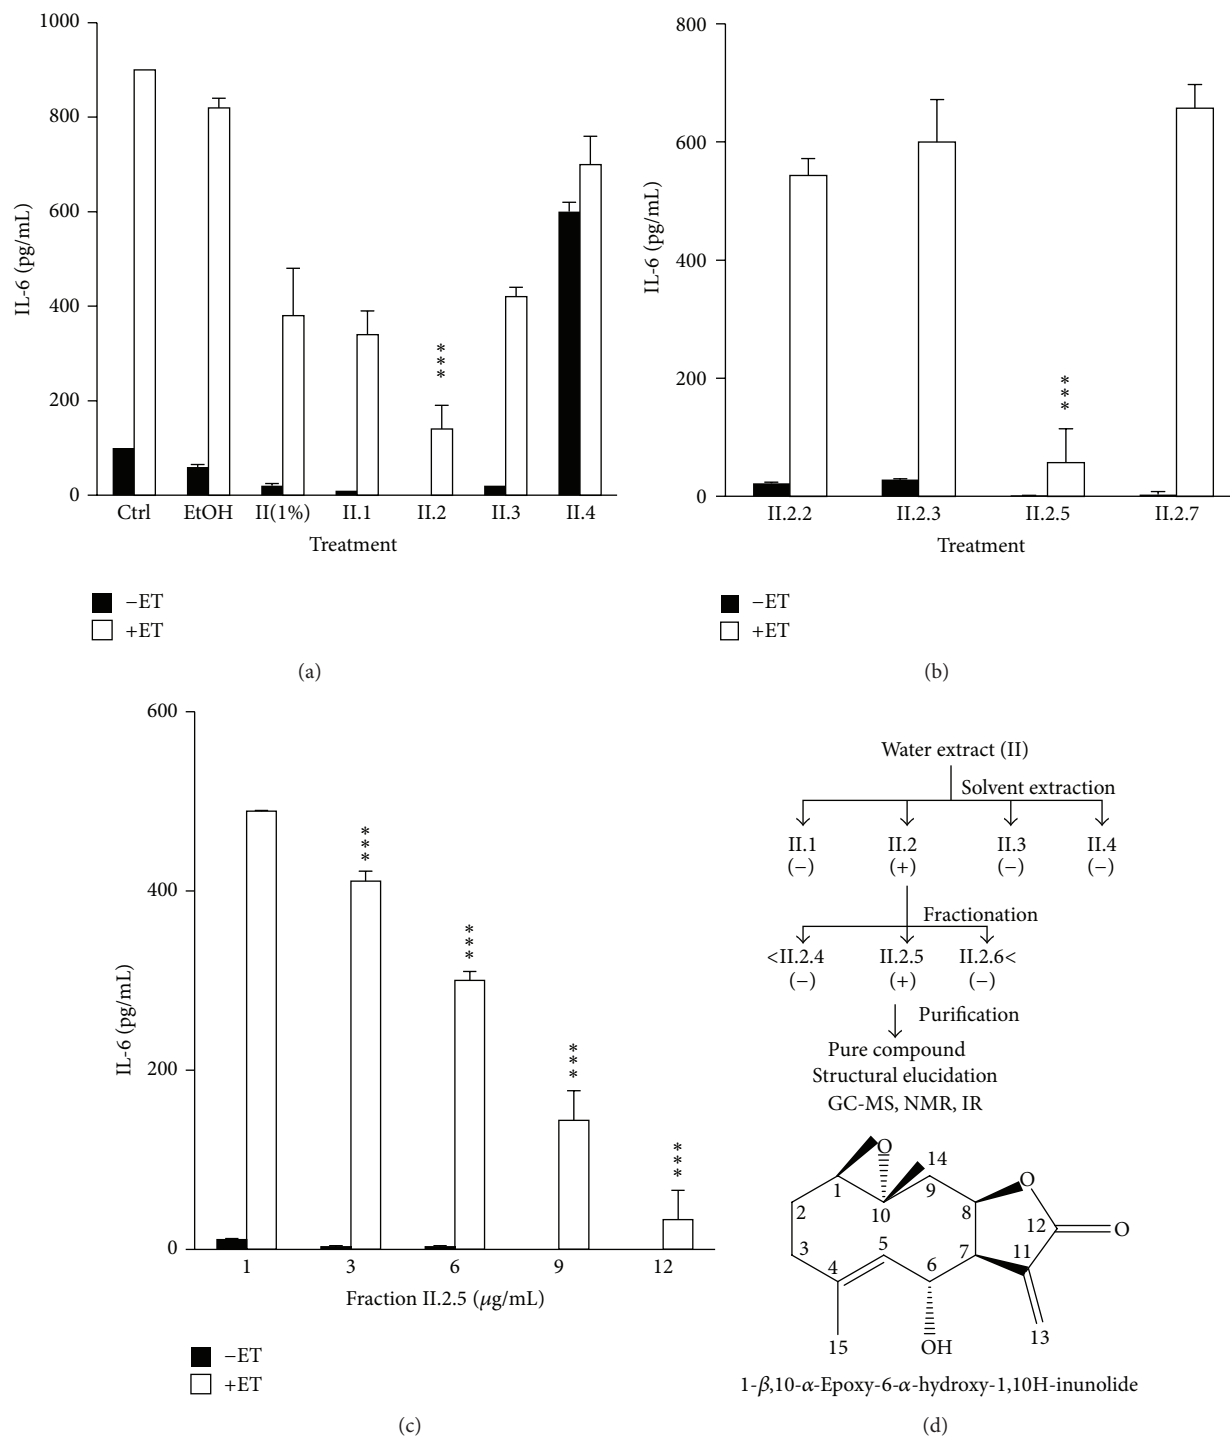 1000
800
600
400
200
0
IL-6 (pg/mL)
***
Ctrl EtOH II(1%) II.1 II.2 II.3 II.4
Treatment
−ET
+ET
(a)
800
600
400
200
0
IL-6 (pg/mL)
***
II.2.2 II.2.3 II.2.5 II.2.7
Treatment
−ET
+ET
(b)
600
400
200
0
IL-6 (pg/mL)
***
***
***
***
1 3 6 9 12
Fraction II.2.5 (μg/mL)
−ET
+ET
(c)
Water extract (II)
Solvent extraction
II.1 II.2 II.3 II.4
(−) (+) (−) (−)
Fractionation
<II.2.4 II.2.5 II.2.6<
(−) (+) (−)
Purification
Pure compound
Structural elucidation
GC-MS, NMR, IR
O 14
1 9 O
2 10 8 12 O
3 5 7 11
4 6
15 OH 13
1-β,10-α-Epoxy-6-α-hydroxy-1,10H-inunolide
(d)